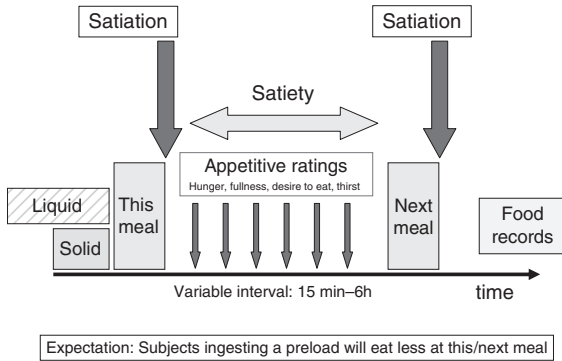 Satiation
Satiation
Satiety
Appetitive ratings
Hunger, fullness, desire to eat, thirst
Liquid
Solid
This
meal
Next
meal
Food
records
Variable interval: 15 min–6h
time
Expectation: Subjects ingesting a preload will eat less at this/next meal